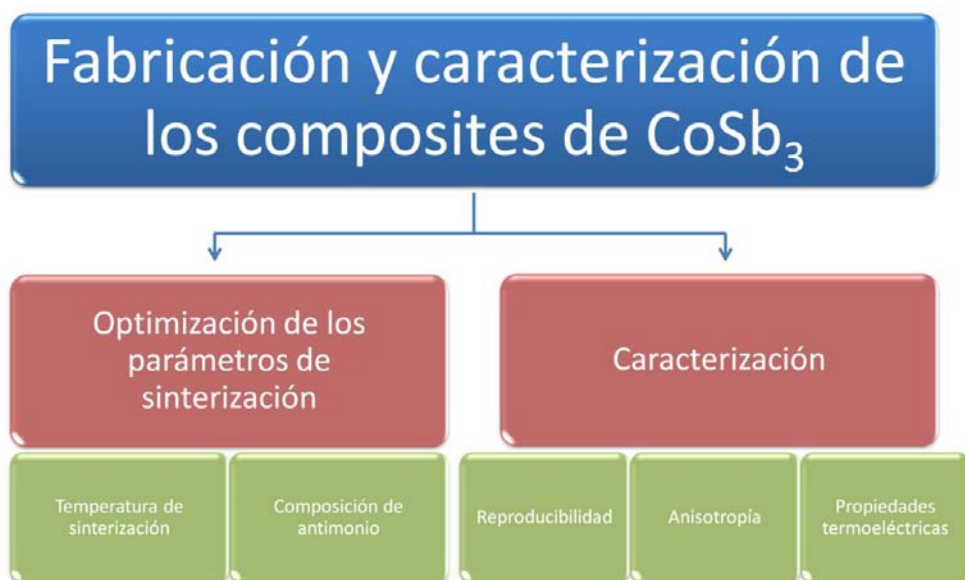 Fabricación y caracterización de
los composites de CoSb₃
Optimización de los
parámetros de
sinterización
Caracterización
Temperatura de
sinterización
Composición de
antimonio
Reproducibilidad
Anisotropía
Propiedades
termoeléctricas